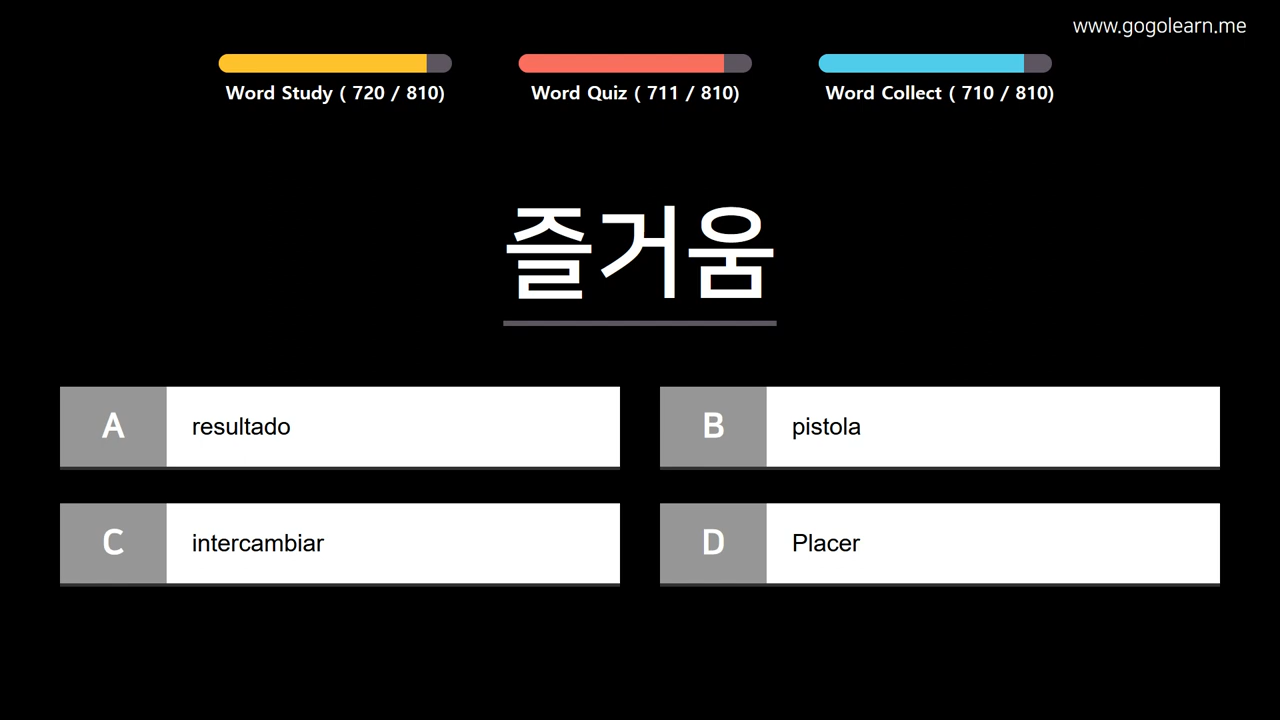 www.gogolearn.me
Word Study ( 720 / 810)
Word Quiz ( 711 / 810)
Word Collect ( 710 / 810)
즐거움
A resultado
B pistola
C intercambiar
D Placer